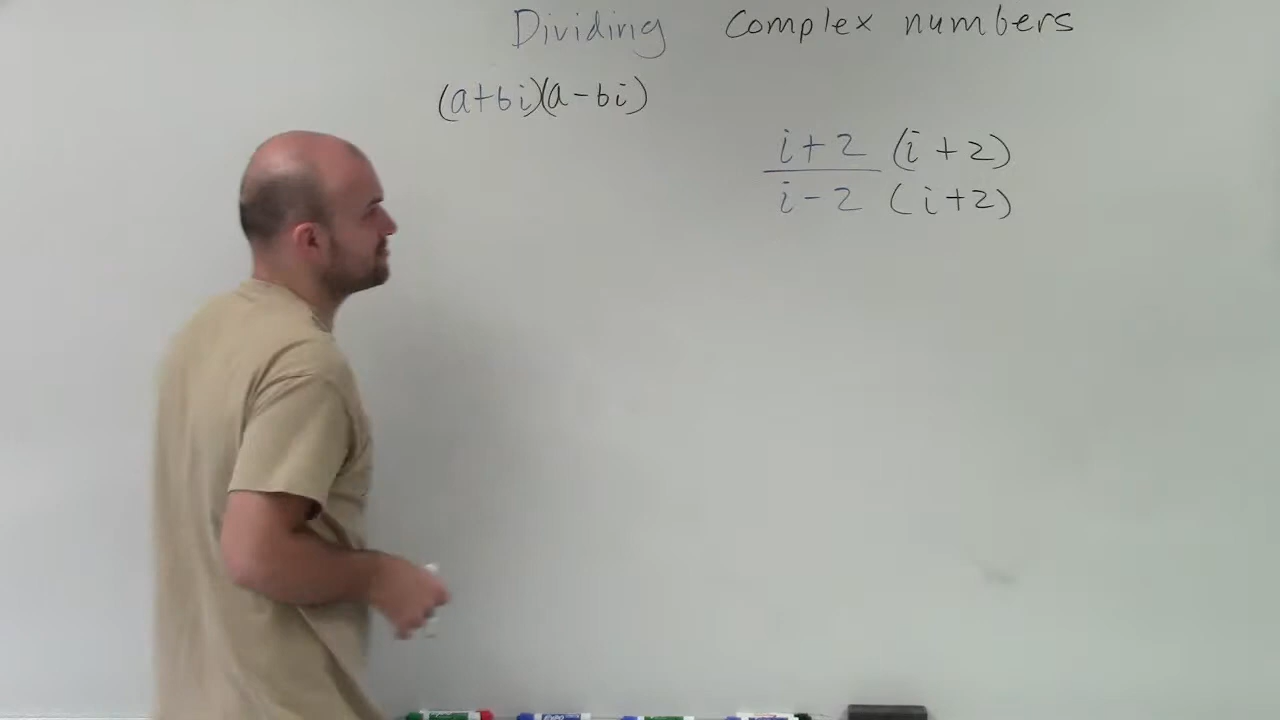 Dividing Complex numbers
(a+bi)(a-bi)
i+2 (i+2)
i-2 (i+2)